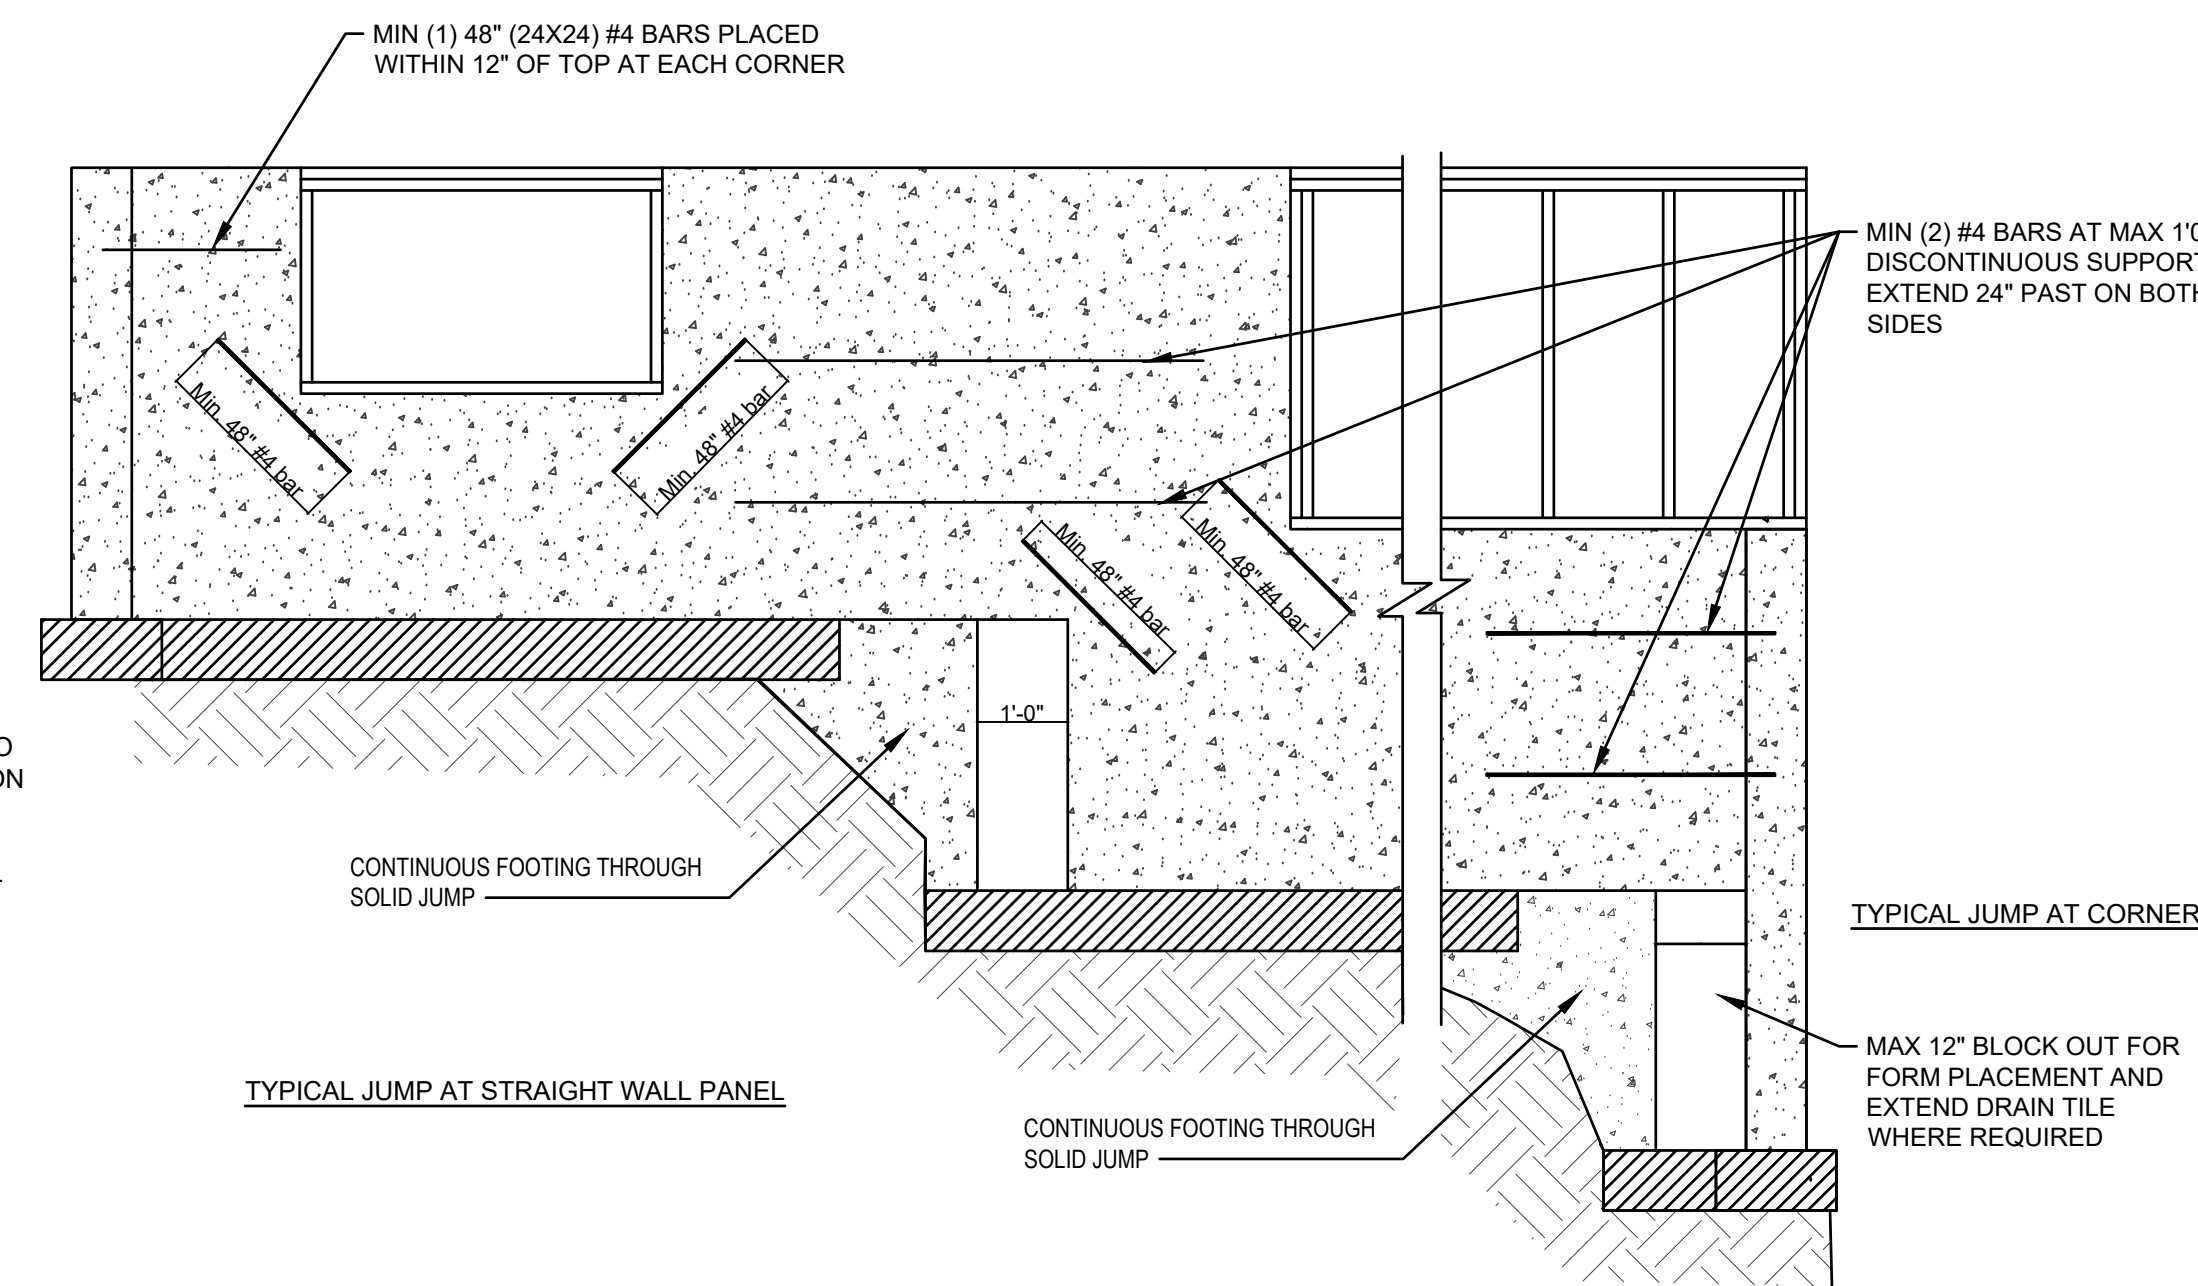 MIN (1) 48" (24X24) #4 BARS PLACED
WITHIN 12" OF TOP AT EACH CORNER
MIN (2) #4 BARS AT MAX
DISCONTINUOUS
EXTEND 24" PAST ON
SIDES
Min. 48" #4 bar
Min. 48" #4 bar
Min. 48" #4 bar
Min. 48" #4 bar
1'-0"
CONTINUOUS FOOTING THROUGH
SOLID JUMP
TYPICAL JUMP AT CORNER
TYPICAL JUMP AT STRAIGHT WALL PANEL
MAX 12" BLOCK OUT FOR
FORM PLACEMENT AND
EXTEND DRAIN TILE
WHERE REQUIRED
CONTINUOUS FOOTING THROUGH
SOLID JUMP